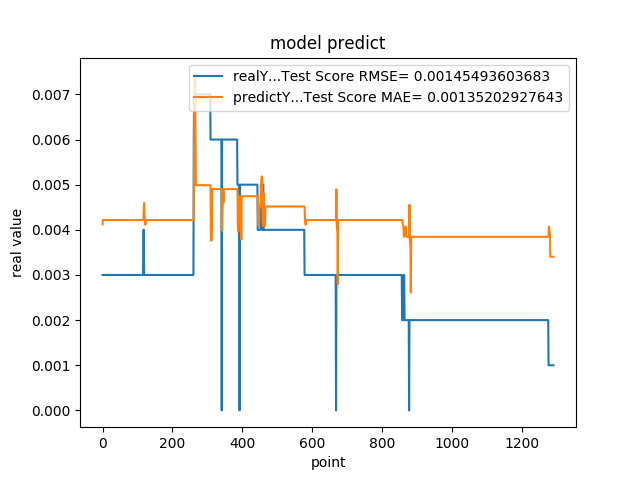 model predict
realY...Test Score RMSE= 0.00145493603683
predictY...Test Score MAE= 0.00135202927643
0.007
0.006
0.005
0.004
0.003
0.002
0.001
0.000
real value
0 200 400 600 800 1000 1200
point